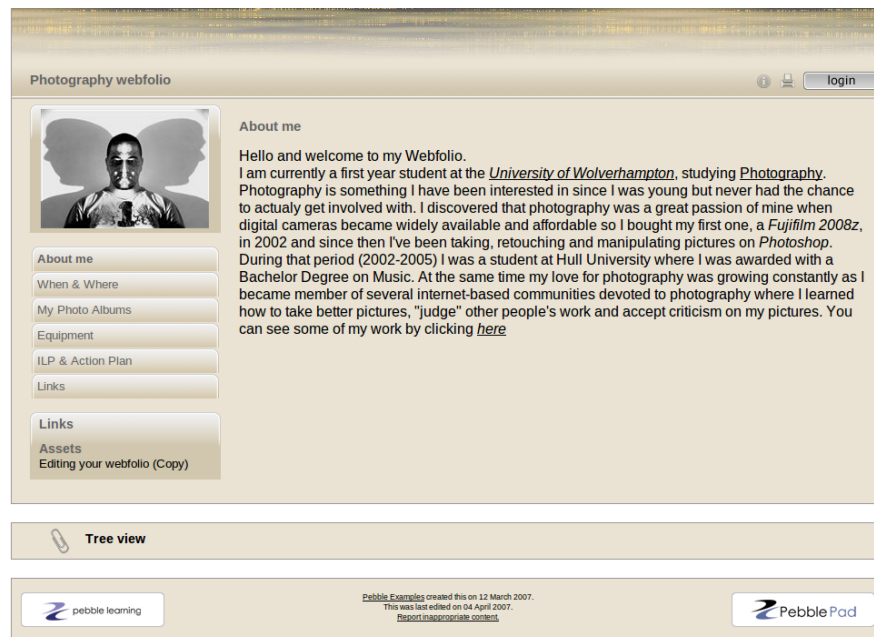 Photography webfolio
login
About me
Hello and welcome to my Webfolio.
I am currently a first year student at the University of Wolverhampton, studying Photography.
Photography is something I have been interested in since I was young but never had the chance
to actualy get involved with. I discovered that photography was a great passion of mine when
digital cameras became widely available and affordable so I bought my first one, a Fujifilm 2008z,
in 2002 and since then I've been taking, retouching and manipulating pictures on Photoshop.
During that period (2002-2005) I was a student at Hull University where I was awarded with a
Bachelor Degree on Music. At the same time my love for photography was growing constantly as I
became member of several internet-based communities devoted to photography where I learned
how to take better pictures, "judge" other people's work and accept criticism on my pictures. You
can see some of my work by clicking here
About me
When & Where
My Photo Albums
Equipment
ILP & Action Plan
Links
Links
Assets
Editing your webfolio (Copy)
Tree view
pebble learning
Pebble Examples created this on 12 March 2007.
This was last edited on 04 April 2007.
Report inappropriate content.
PebblePad